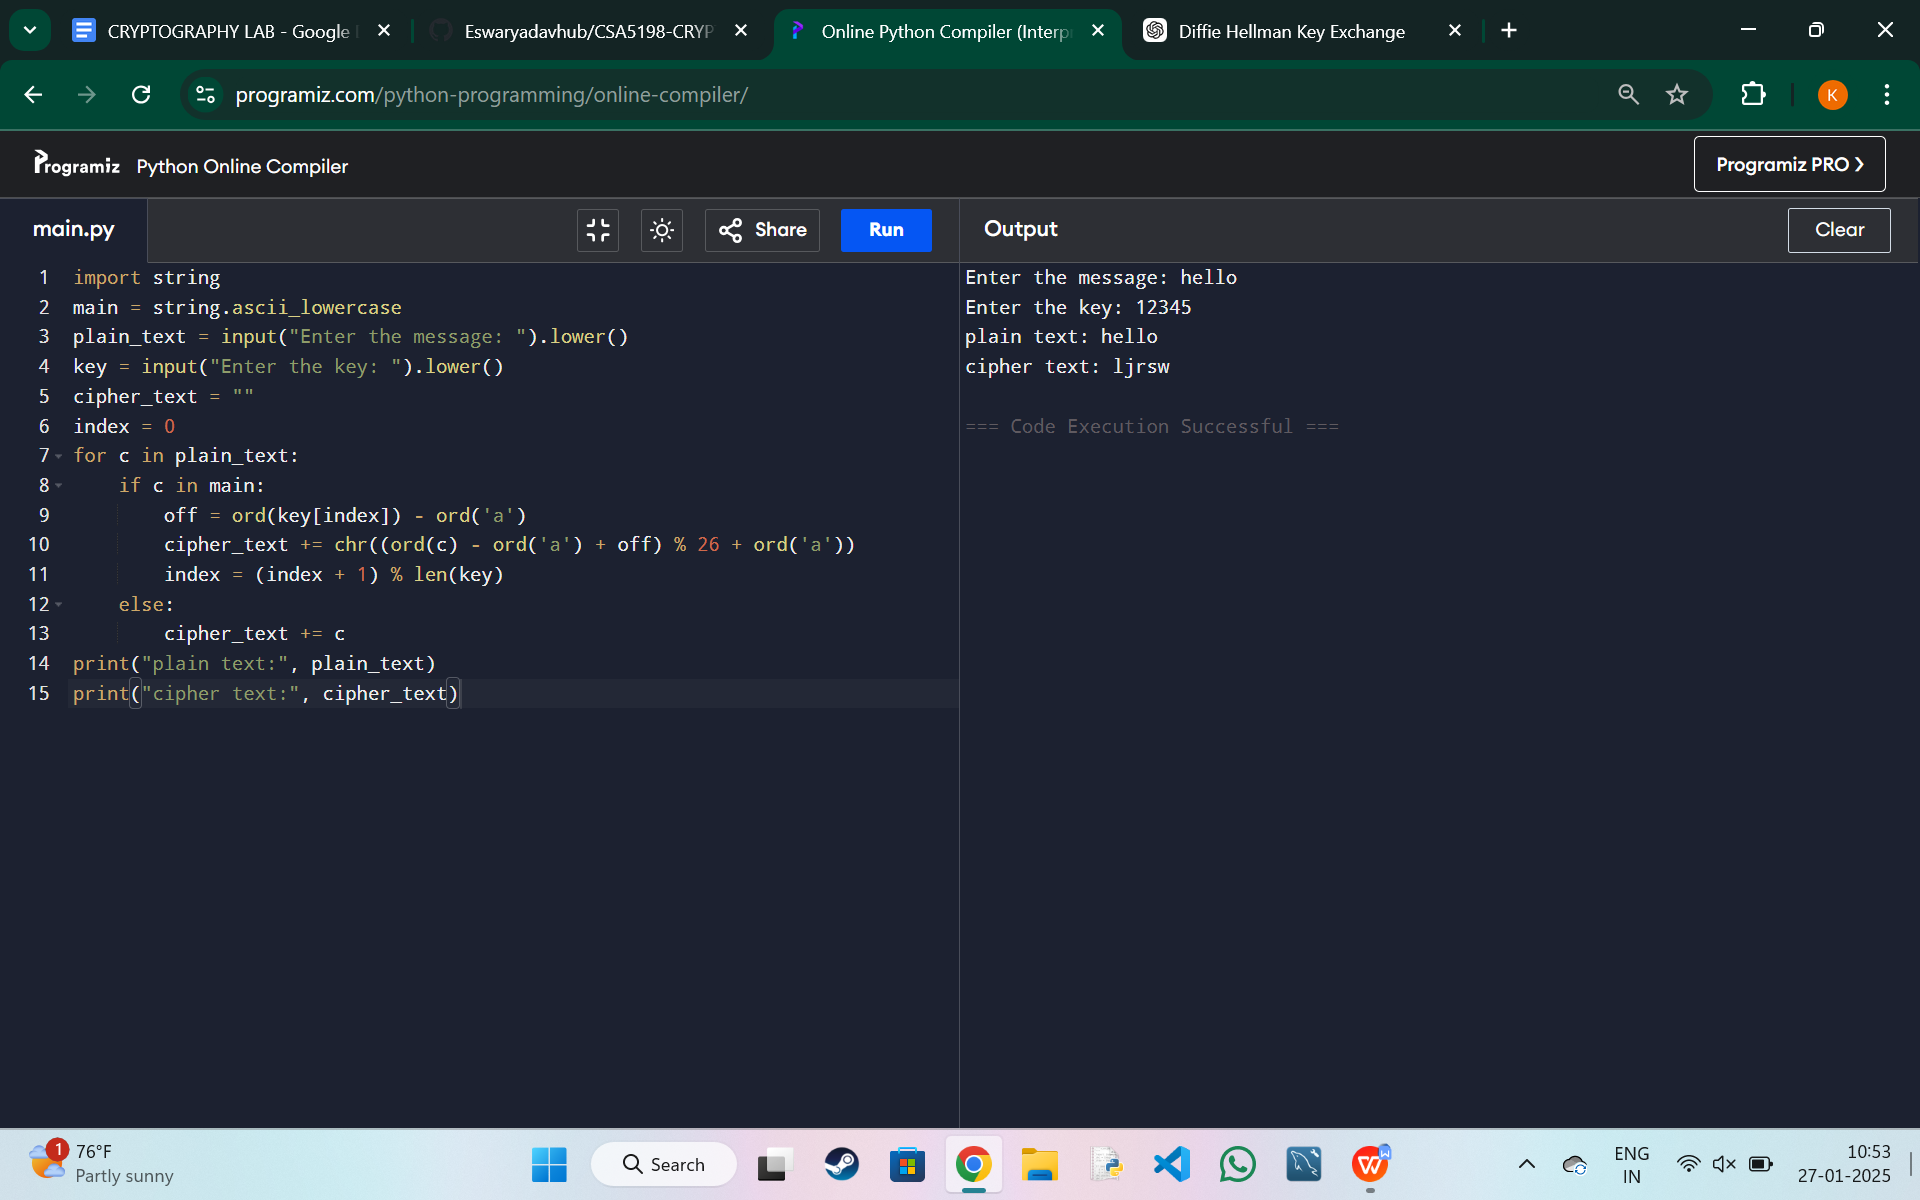 CRYPTOGRAPHY LAB - Google
Eswaryadavhub/CSA5198-CRYP
Online Python Compiler (Interp
Diffie Hellman Key Exchange
programiz.com/python-programming/online-compiler/
K
Programiz Python Online Compiler
Programiz PRO
main.py
Share
Run
Output
Clear
1 import string
2 main = string.ascii_lowercase
3 plain_text = input("Enter the message: ").lower()
4 key = input("Enter the key: ").lower()
5 cipher_text = ""
6 index = 0
7 for c in plain_text:
8 if c in main:
9 off = ord(key[index]) - ord('a')
10 cipher_text += chr((ord(c) - ord('a') + off) % 26 + ord('a'))
11 index = (index + 1) % len(key)
12 else:
13 cipher_text += c
14 print("plain text:", plain_text)
15 print("cipher text:", cipher_text)
Enter the message: hello
Enter the key: 12345
plain text: hello
cipher text: ljrsw
=== Code Execution Successful ===
1
76°F
Partly sunny
Search
ENG
IN
10:53
27-01-2025